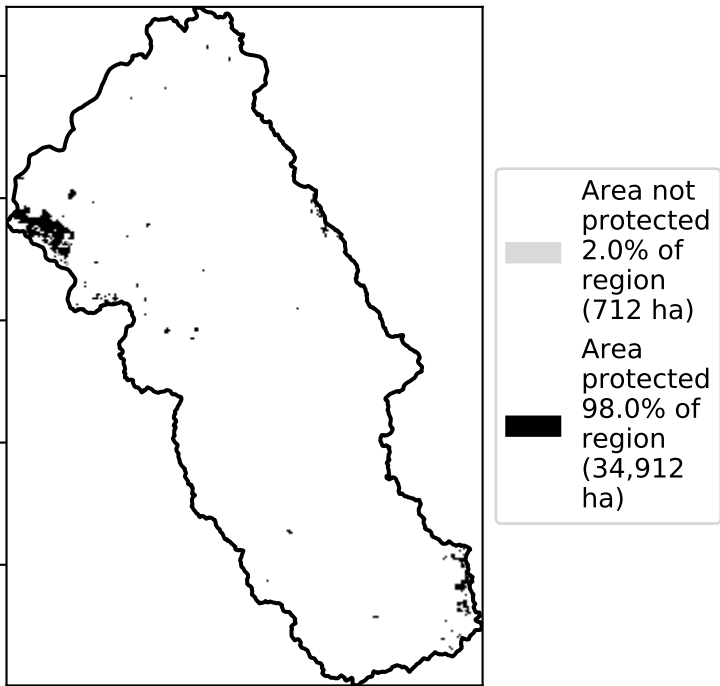 Area not
protected
2.0% of
region
(712 ha)
Area
protected
98.0% of
region
(34,912
ha)